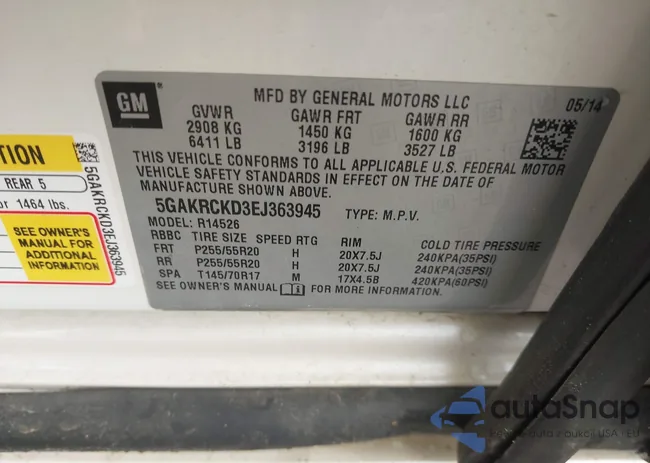 GM
MFD BY GENERAL MOTORS LLC 05/14
GVWR GAWR FRT GAWR RR
2908 KG 1450 KG 1600 KG
6411 LB 3196 LB 3527 LB
THIS VEHICLE CONFORMS TO ALL APPLICABLE U.S. FEDERAL MOTOR
VEHICLE SAFETY STANDARDS IN EFFECT ON THE DATE OF
MANUFACTURE SHOWN ABOVE.
5GAKRCKD3EJ363945 TYPE: M.P.V.
MODEL: R14526
RBBC TIRE SIZE SPEED RTG RIM COLD TIRE PRESSURE
FRT P255/55R20 H 20X7.5J 240KPA(35PSI)
RR P255/55R20 H 20X7.5J 240KPA(35PSI)
SPA T145/70R17 M 17X4.5B 420KPA(60PSI)
SEE OWNER'S MANUAL FOR MORE INFORMATION.
TION
REAR 5
or 1464 lbs.
SEE OWNER'S
MANUAL FOR
ADDITIONAL
INFORMATION
5GAKRCKD3EJ363945
autoSnap
auto z aukcji USA - EU